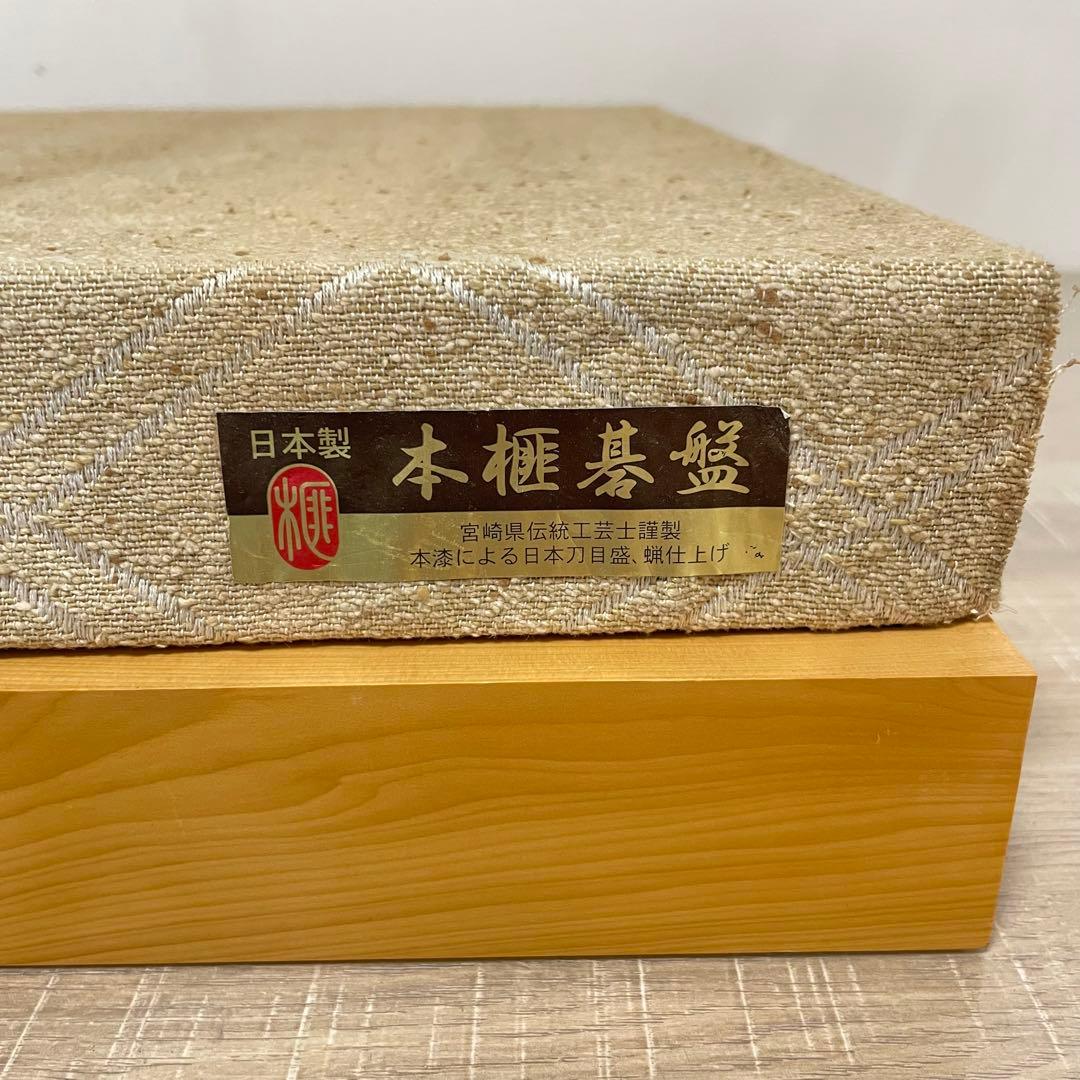 日本製
榧
本榧碁盤
宮崎県伝統工芸士謹製
本漆による日本刀目盛、蝋仕上げ